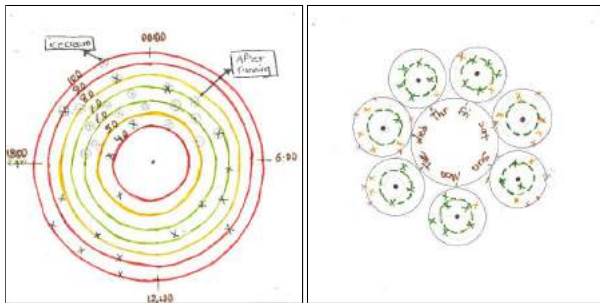 icecream
00:00
After
running
100
90
80
70
60
50
40
18:00
6:00
12:00
Thr
Fri
Sat
Sun
Mon
Tue
Wed